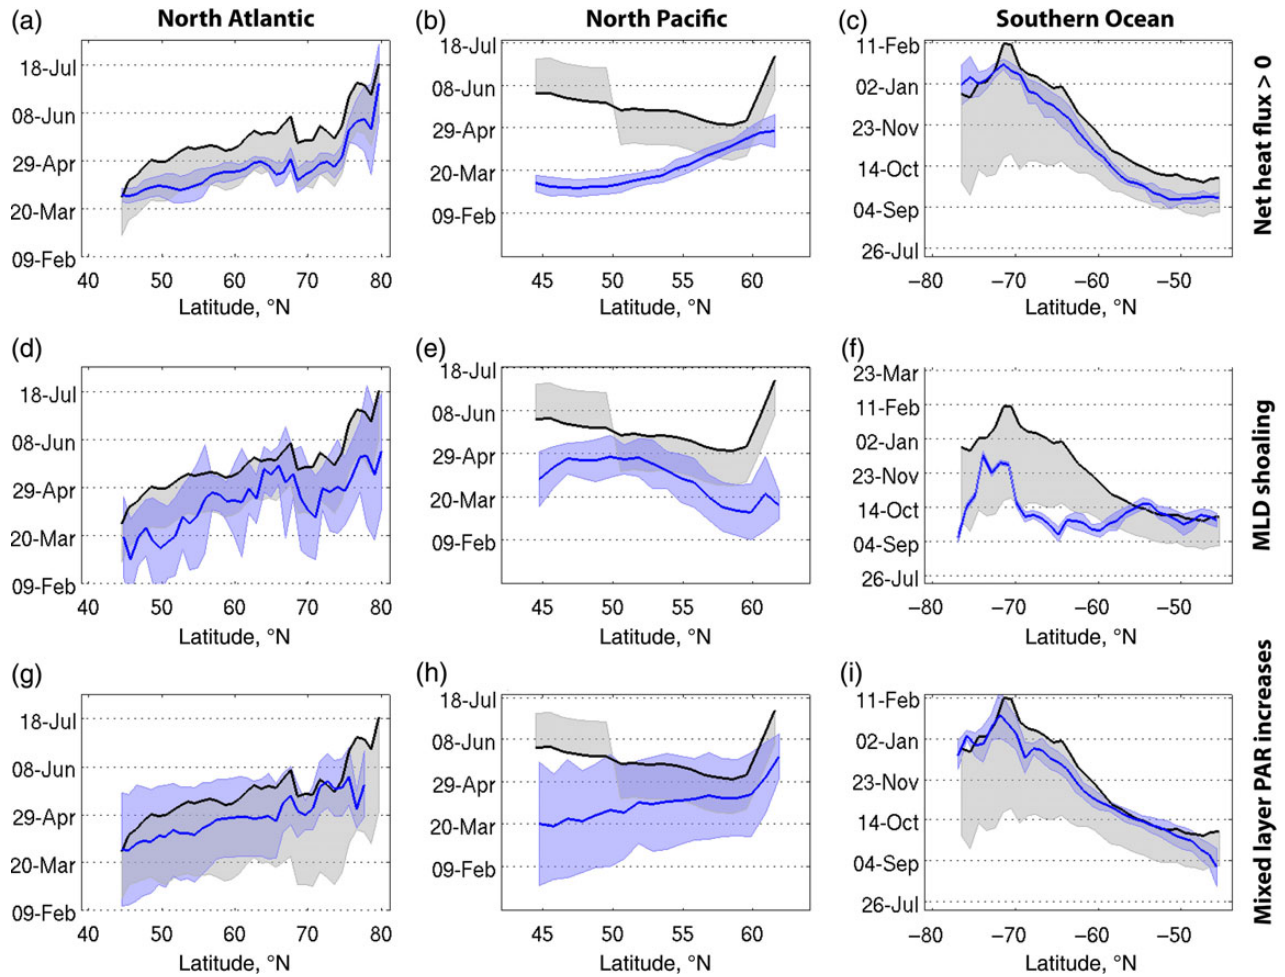 North Atlantic
North Pacific
Southern Ocean
(a)
18-Jul
08-Jun
29-Apr
20-Mar
09-Feb
40 50 60 70 80
Latitude, °N
(b)
18-Jul
08-Jun
29-Apr
20-Mar
09-Feb
45 50 55 60
Latitude, °N
(c)
11-Feb
02-Jan
23-Nov
14-Oct
04-Sep
26-Jul
−80 −70 −60 −50
Latitude, °N
Net heat flux > 0
(d)
18-Jul
08-Jun
29-Apr
20-Mar
09-Feb
40 50 60 70 80
Latitude, °N
(e)
18-Jul
08-Jun
29-Apr
20-Mar
09-Feb
45 50 55 60
Latitude, °N
(f)
23-Mar
11-Feb
02-Jan
23-Nov
14-Oct
04-Sep
26-Jul
−80 −70 −60 −50
Latitude, °N
MLD shoaling
(g)
18-Jul
08-Jun
29-Apr
20-Mar
09-Feb
40 50 60 70 80
Latitude, °N
(h)
18-Jul
08-Jun
29-Apr
20-Mar
09-Feb
45 50 55 60
Latitude, °N
(i)
11-Feb
02-Jan
23-Nov
14-Oct
04-Sep
26-Jul
−80 −70 −60 −50
Latitude, °N
Mixed layer PAR increases